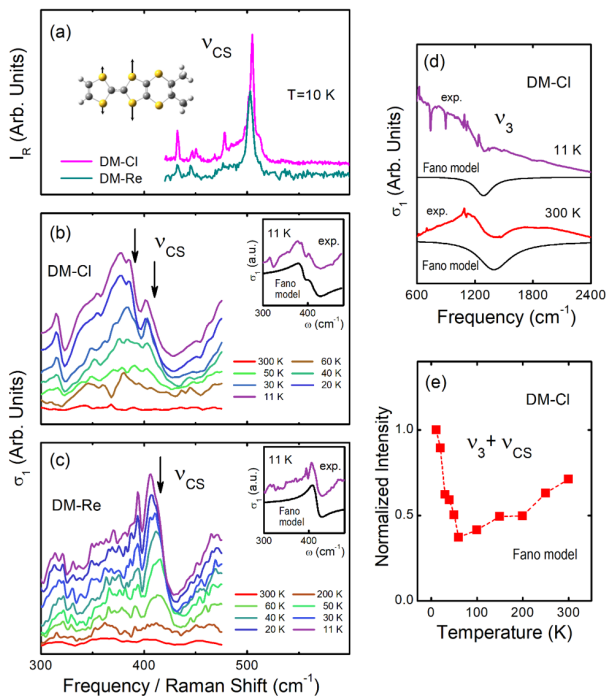 (a)
ν_CS
T=10 K
DM-Cl
DM-Re
I_R (Arb. Units)
(b)
ν_CS
DM-Cl
11 K
exp.
Fano
model
σ_1 (a.u.)
300 400
ω (cm⁻¹)
300 K 60 K
50 K 40 K
30 K 20 K
11 K
σ_1 (Arb. Units)
(c)
ν_CS
DM-Re
11 K
exp.
Fano
model
σ_1 (a.u.)
300 400
ω (cm⁻¹)
300 K 200 K
60 K 50 K
40 K 30 K
20 K 11 K
300 400 500
Frequency / Raman Shift (cm⁻¹)
(d)
DM-Cl
exp.
ν_3
11 K
Fano model
exp.
300 K
Fano model
σ_1 (Arb. Units)
600 1200 1800 2400
Frequency (cm⁻¹)
(e)
DM-Cl
ν_3 + ν_CS
Fano model
Normalized Intensity
1.0
0.5
0.0
0 100 200 300
Temperature (K)